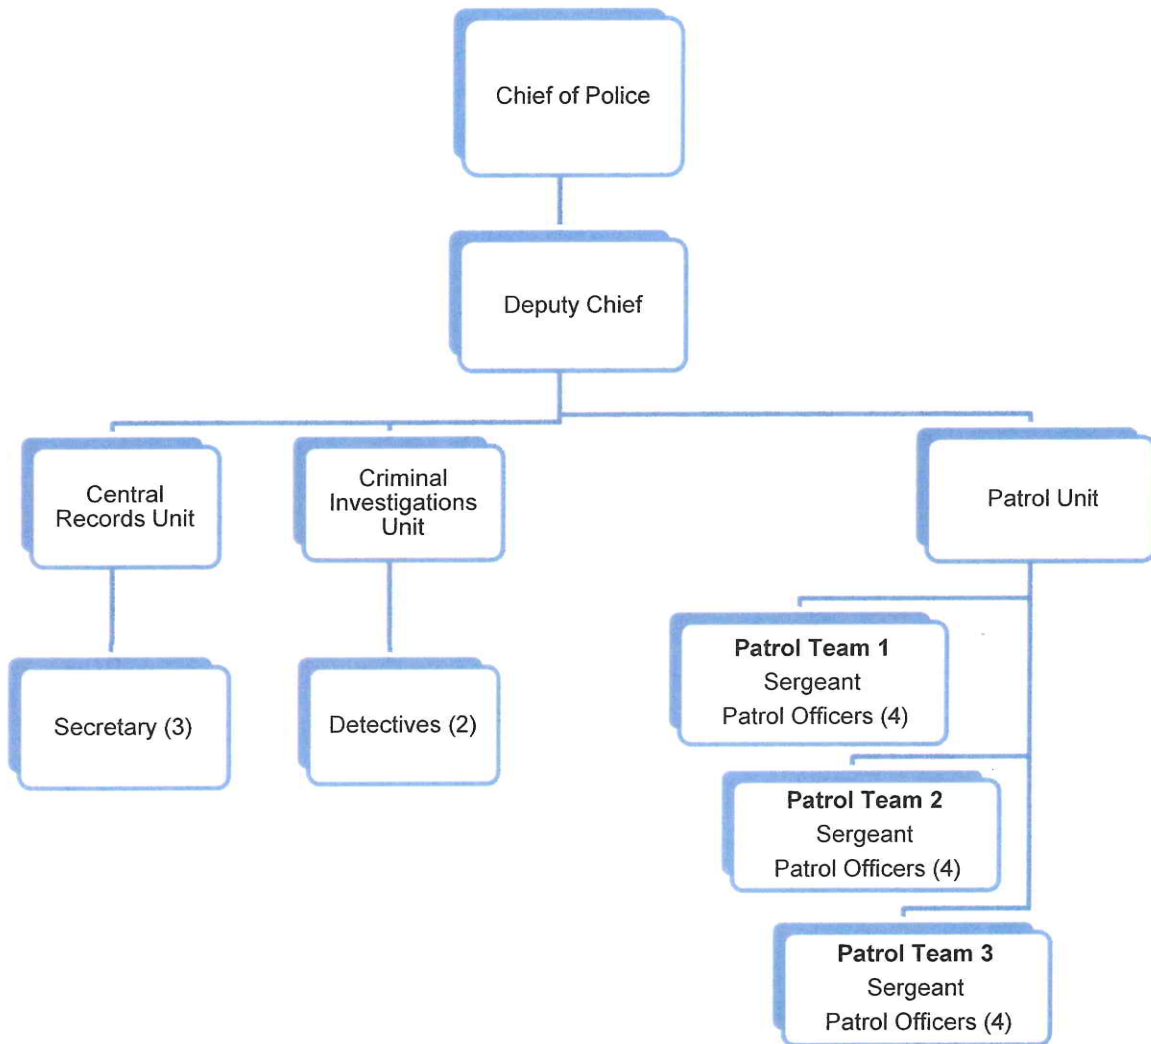 Chief of Police
Deputy Chief
Central
Records Unit
Criminal
Investigations
Unit
Patrol Unit
Secretary (3)
Detectives (2)
Patrol Team 1
Sergeant
Patrol Officers (4)
Patrol Team 2
Sergeant
Patrol Officers (4)
Patrol Team 3
Sergeant
Patrol Officers (4)